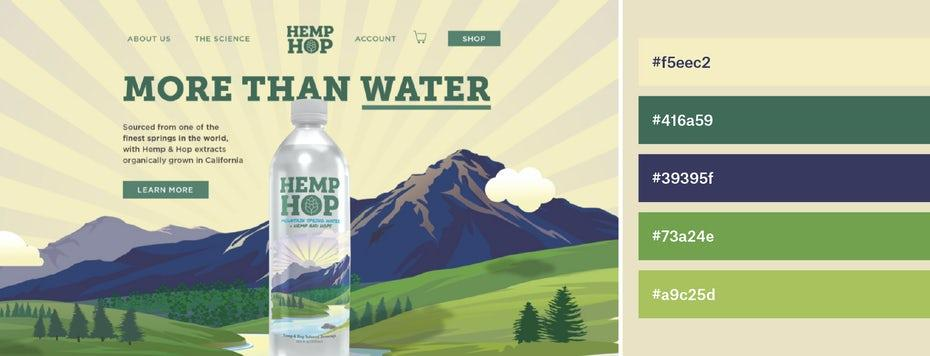 ABOUT US
THE SCIENCE
HEMP
HOP
ACCOUNT
SHOP
MORE THAN WATER
Sourced from one of the
finest springs in the world,
with Hemp & Hop extracts
organically grown in California
LEARN MORE
HEMP
HOP
MOUNTAIN SPRING WATER
+ HEMP AND HOPS
#f5eec2
#416a59
#39395f
#73a24e
#a9c25d